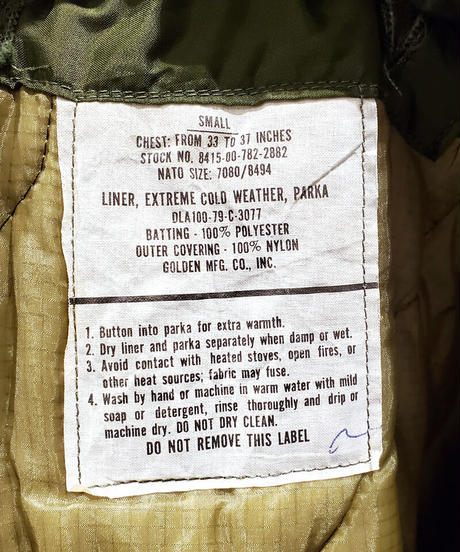 SMALL
CHEST: FROM 33 TO 37 INCHES
STOCK NO. 8415-00-782-2882
NATO SIZE: 7080/8494
LINER, EXTREME COLD WEATHER, PARKA
DLA100-79-C-3077
BATTING - 100% POLYESTER
OUTER COVERING - 100% NYLON
GOLDEN MFG. CO., INC.
1. Button into parka for extra warmth.
2. Dry liner and parka separately when damp or wet.
3. Avoid contact with heated stoves, open fires, or
other heat sources; fabric may fuse.
4. Wash by hand or machine in warm water with mild
soap or detergent, rinse thoroughly and drip or
machine dry. DO NOT DRY CLEAN.
DO NOT REMOVE THIS LABEL